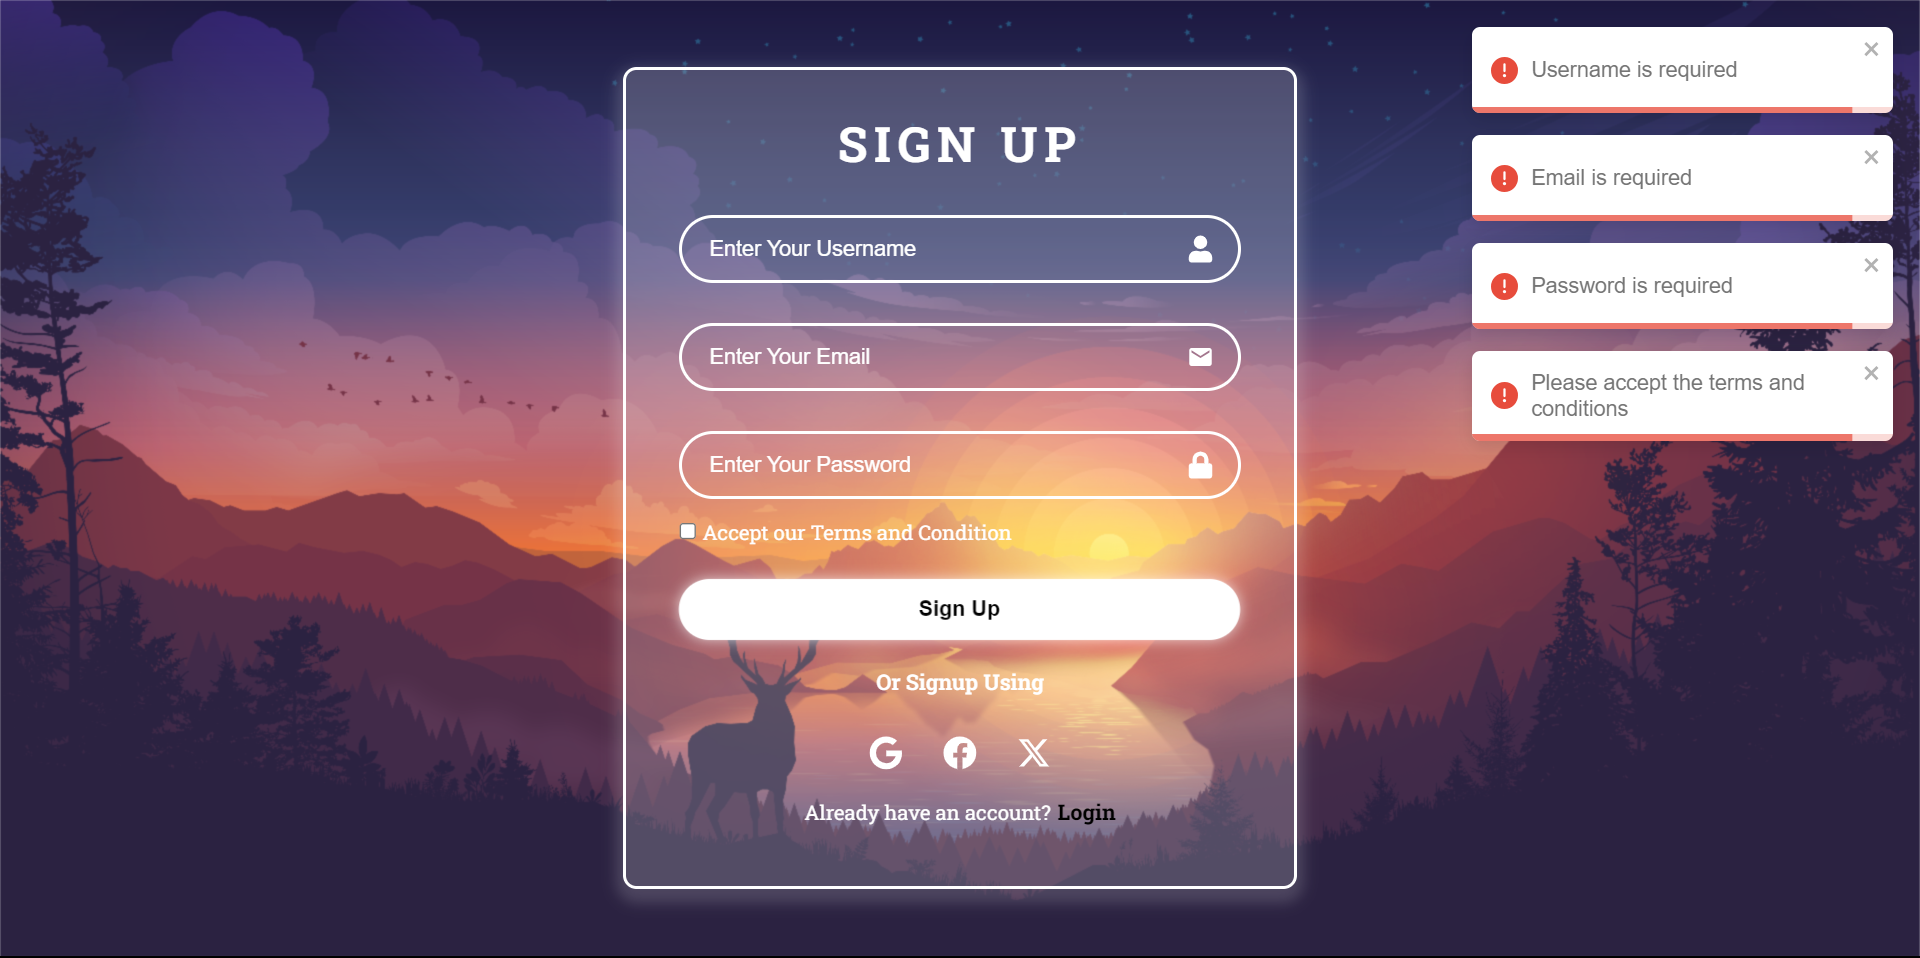 SIGN UP
Enter Your Username
Enter Your Email
Enter Your Password
Accept our Terms and Condition
Sign Up
Or Signup Using
Already have an account? Login
Username is required
Email is required
Password is required
Please accept the terms and
conditions